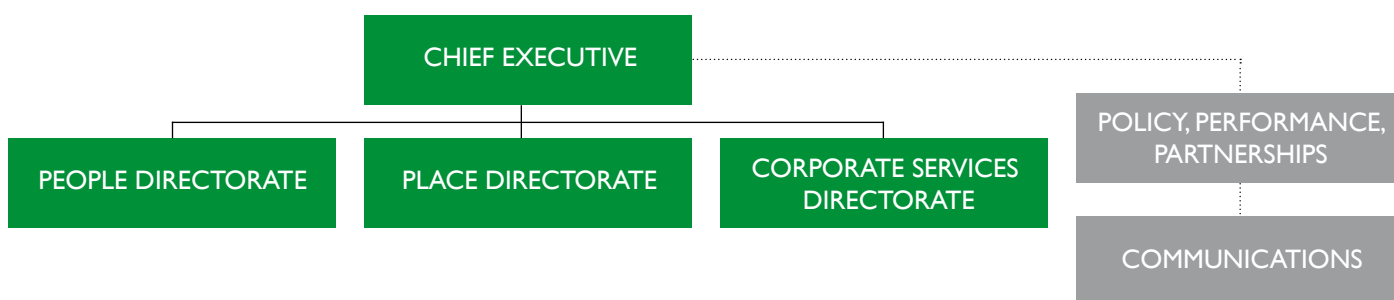 CHIEF EXECUTIVE
POLICY, PERFORMANCE,
PARTNERSHIPS
PEOPLE DIRECTORATE
PLACE DIRECTORATE
CORPORATE SERVICES
DIRECTORATE
COMMUNICATIONS